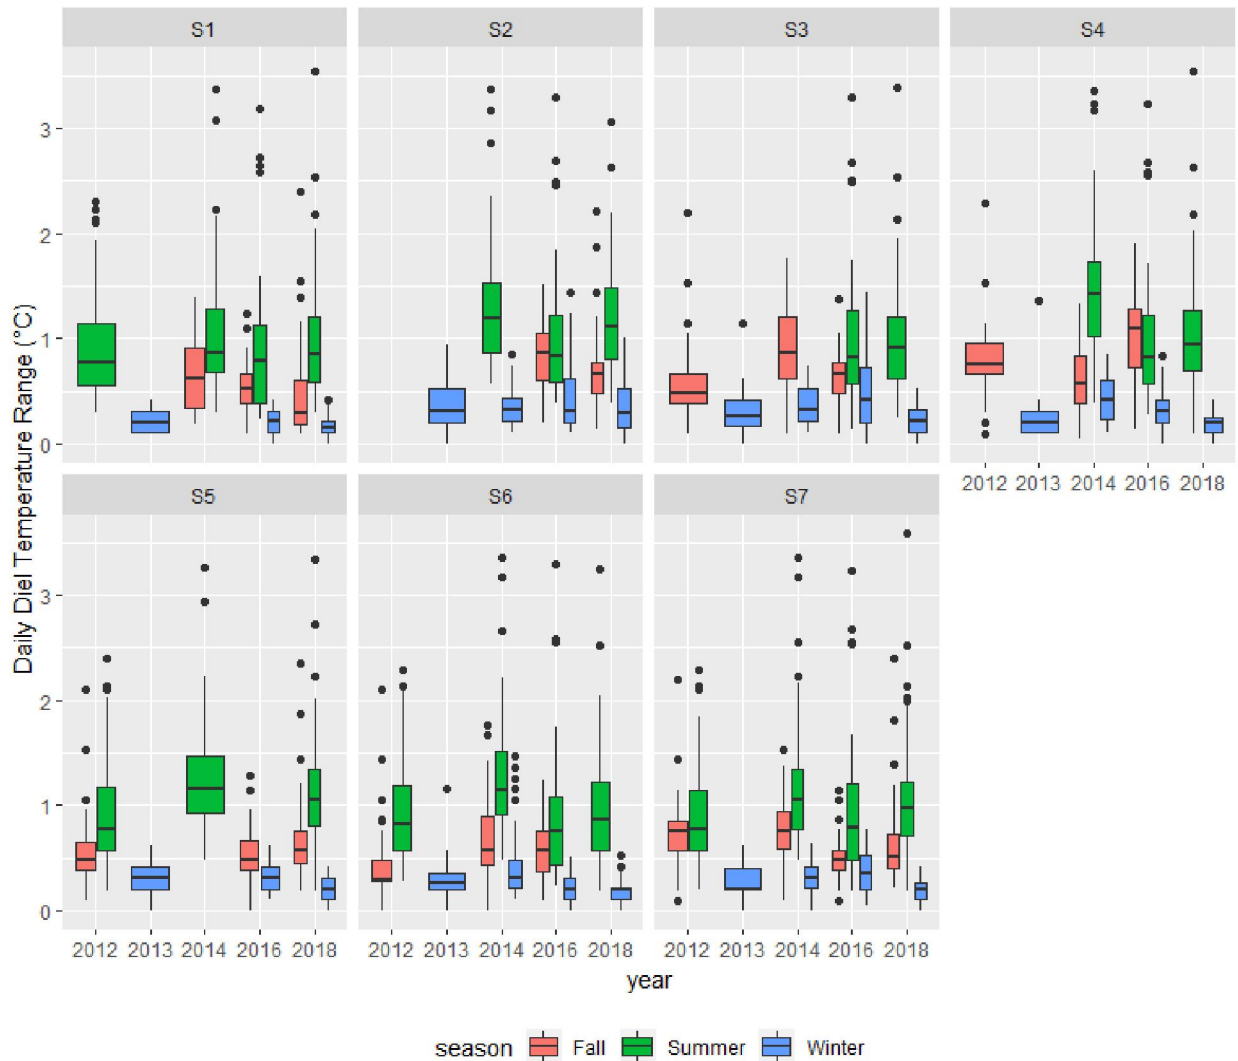 S1 S2 S3 S4
3
2
1
0
2012 2013 2014 2016 2018
S5 S6 S7
3
2
1
0
2012 2013 2014 2016 2018 2012 2013 2014 2016 2018 2012 2013 2014 2016 2018
Daily Diel Temperature Range (°C)
year
season Fall Summer Winter